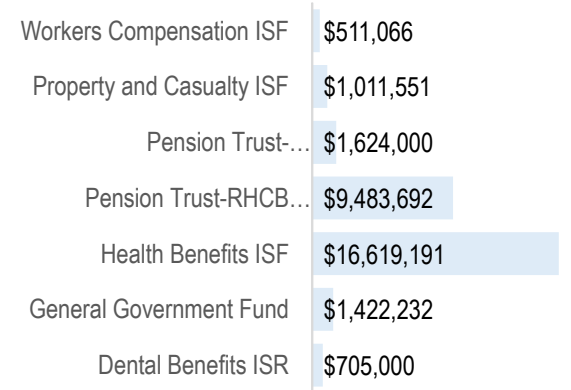 Workers Compensation ISF $511,066
Property and Casualty ISF $1,011,551
Pension Trust-… $1,624,000
Pension Trust-RHCB… $9,483,692
Health Benefits ISF $16,619,191
General Government Fund $1,422,232
Dental Benefits ISR $705,000